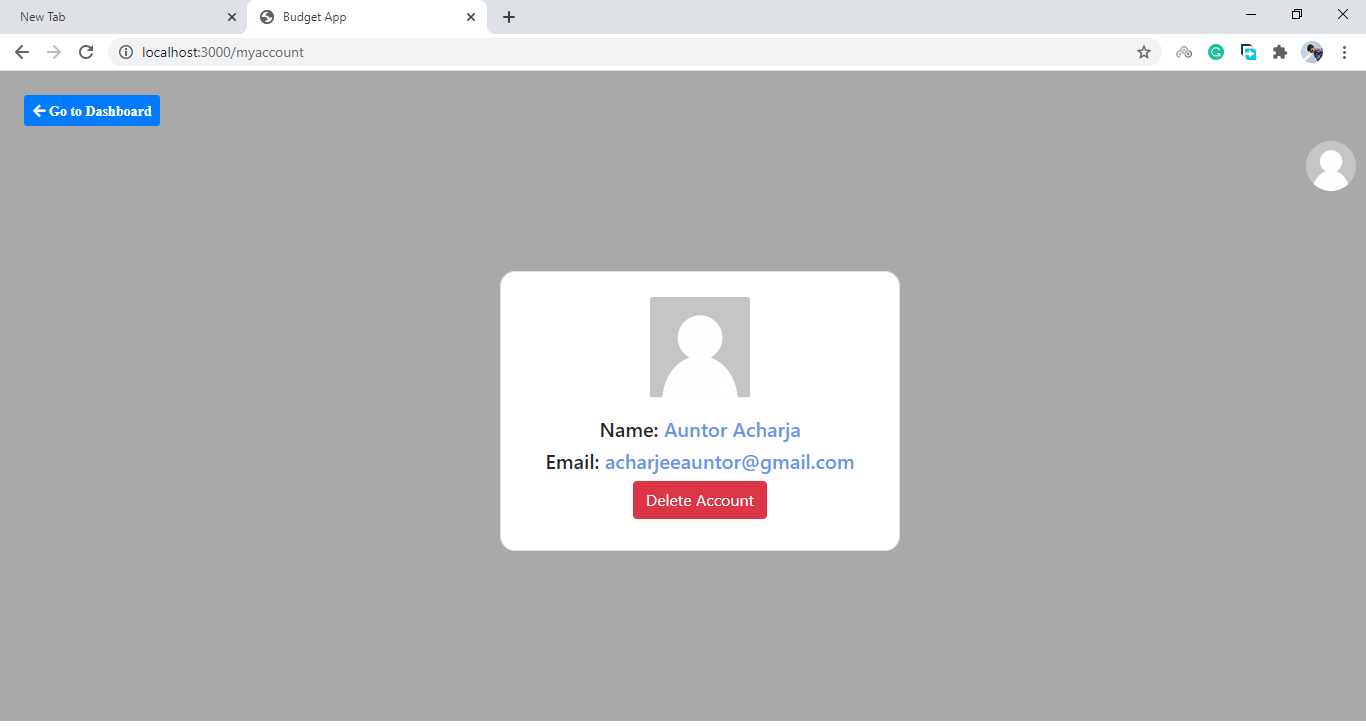 New Tab
Budget App
localhost:3000/myaccount
Go to Dashboard
Name: Auntor Acharja
Email: acharjeeauntor@gmail.com
Delete Account